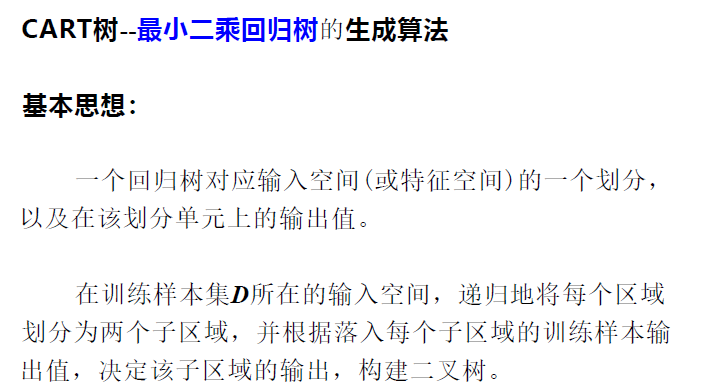 CART树--最小二乘回归树的生成算法
基本思想：
一个回归树对应输入空间(或特征空间)的一个划分，
以及在该划分单元上的输出值。
在训练样本集D所在的输入空间，递归地将每个区域
划分为两个子区域，并根据落入每个子区域的训练样本输
出值，决定该子区域的输出，构建二叉树。